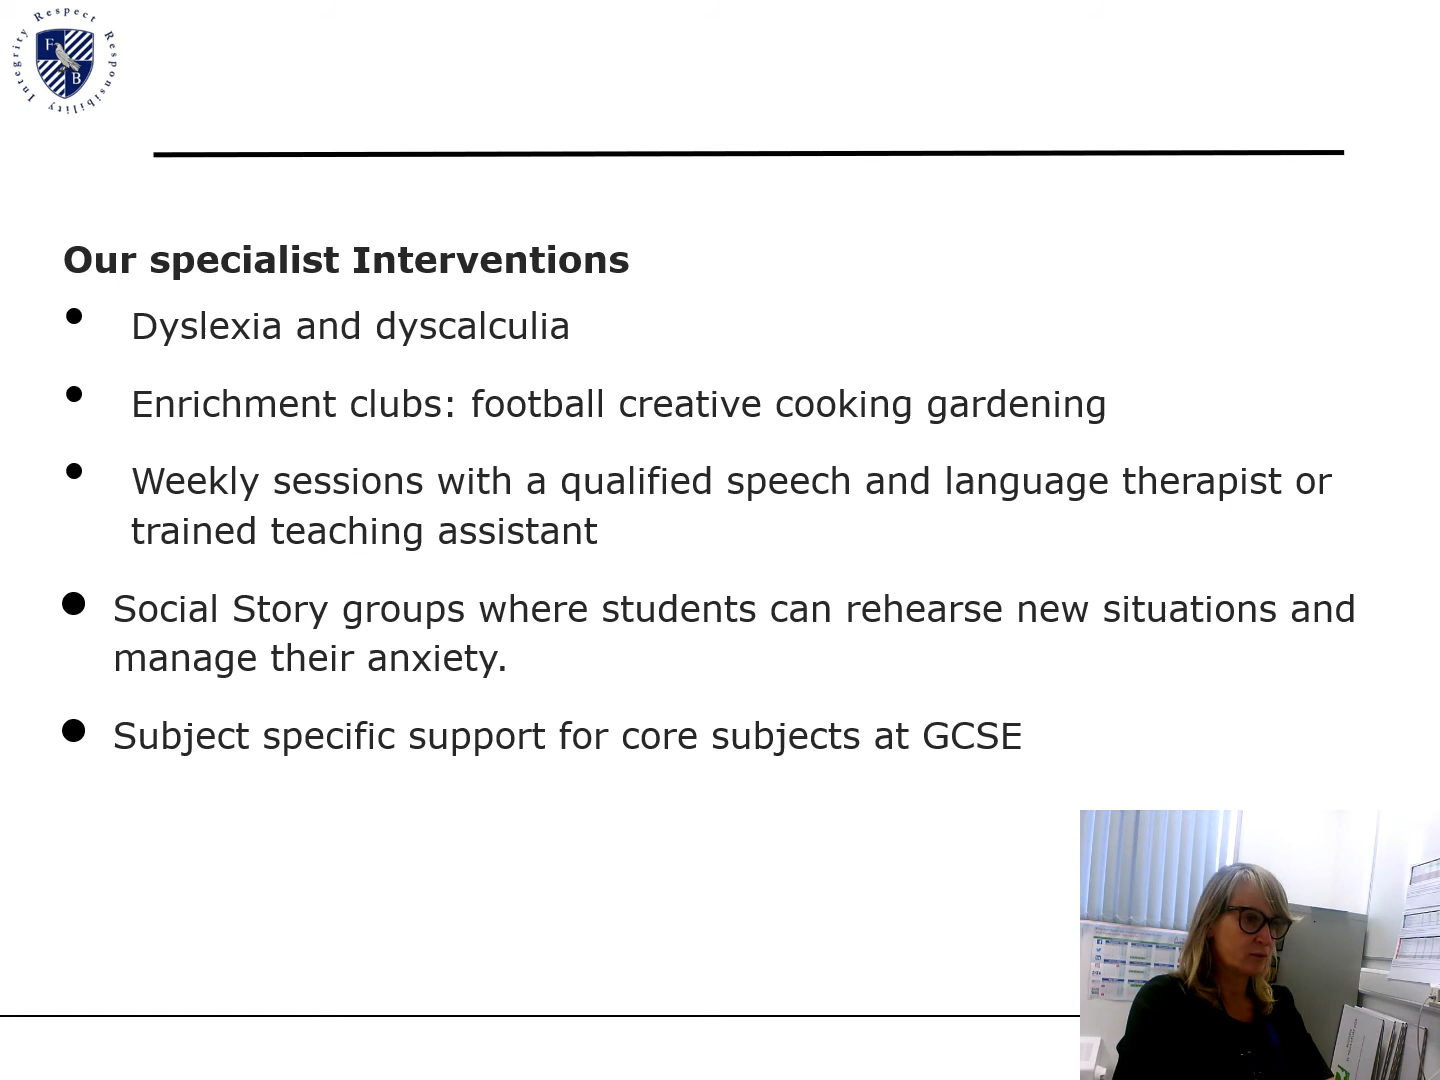 Integrity Respect Responsibility
F
B
Our specialist Interventions
Dyslexia and dyscalculia
Enrichment clubs: football creative cooking gardening
Weekly sessions with a qualified speech and language therapist or
trained teaching assistant
Social Story groups where students can rehearse new situations and
manage their anxiety.
Subject specific support for core subjects at GCSE